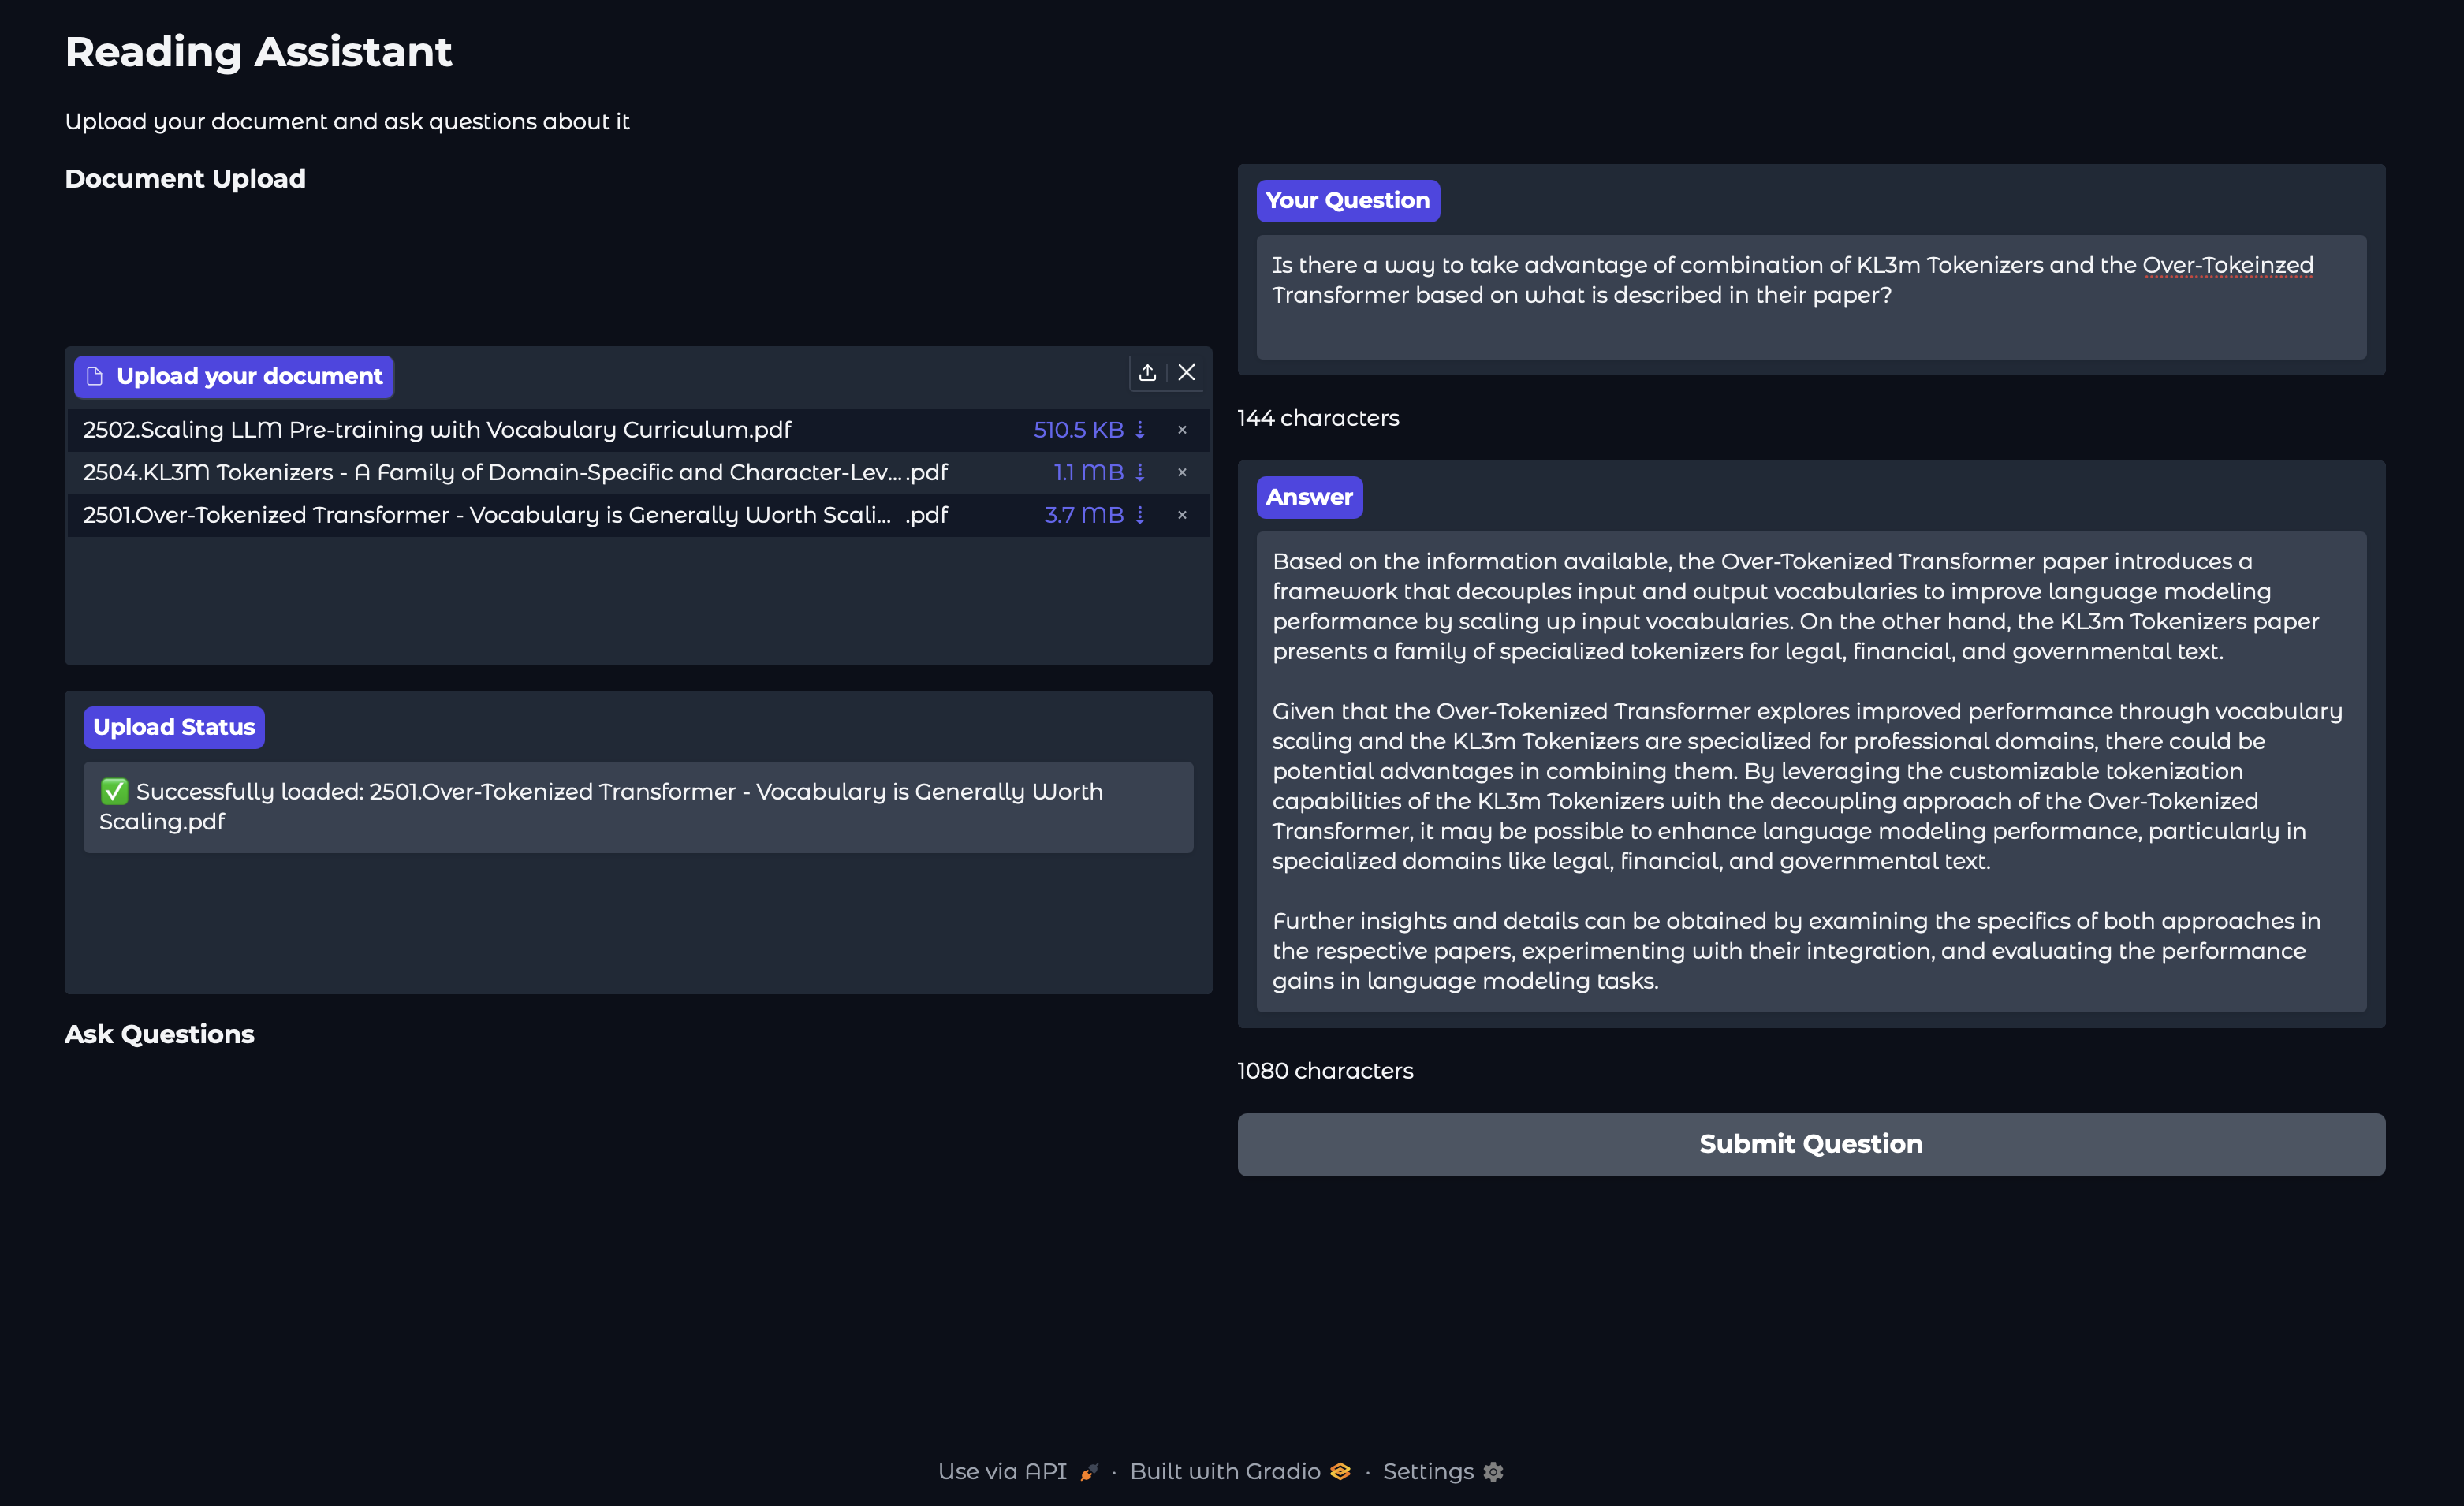 Reading Assistant
Upload your document and ask questions about it
Document Upload
Upload your document
2502.Scaling LLM Pre-training with Vocabulary Curriculum.pdf 510.5 KB ⇣ ×
2504.KL3M Tokenizers - A Family of Domain-Specific and Character-Lev....pdf 1.1 MB ⇣ ×
2501.Over-Tokenized Transformer - Vocabulary is Generally Worth Scali... .pdf 3.7 MB ⇣ ×
Upload Status
✅ Successfully loaded: 2501.Over-Tokenized Transformer - Vocabulary is Generally Worth
Scaling.pdf
Ask Questions
Your Question
Is there a way to take advantage of combination of KL3m Tokenizers and the Over-Tokeinzed
Transformer based on what is described in their paper?
144 characters
Answer
Based on the information available, the Over-Tokenized Transformer paper introduces a
framework that decouples input and output vocabularies to improve language modeling
performance by scaling up input vocabularies. On the other hand, the KL3m Tokenizers paper
presents a family of specialized tokenizers for legal, financial, and governmental text.
Given that the Over-Tokenized Transformer explores improved performance through vocabulary
scaling and the KL3m Tokenizers are specialized for professional domains, there could be
potential advantages in combining them. By leveraging the customizable tokenization
capabilities of the KL3m Tokenizers with the decoupling approach of the Over-Tokenized
Transformer, it may be possible to enhance language modeling performance, particularly in
specialized domains like legal, financial, and governmental text.
Further insights and details can be obtained by examining the specifics of both approaches in
the respective papers, experimenting with their integration, and evaluating the performance
gains in language modeling tasks.
1080 characters
Submit Question
Use via API · Built with Gradio · Settings